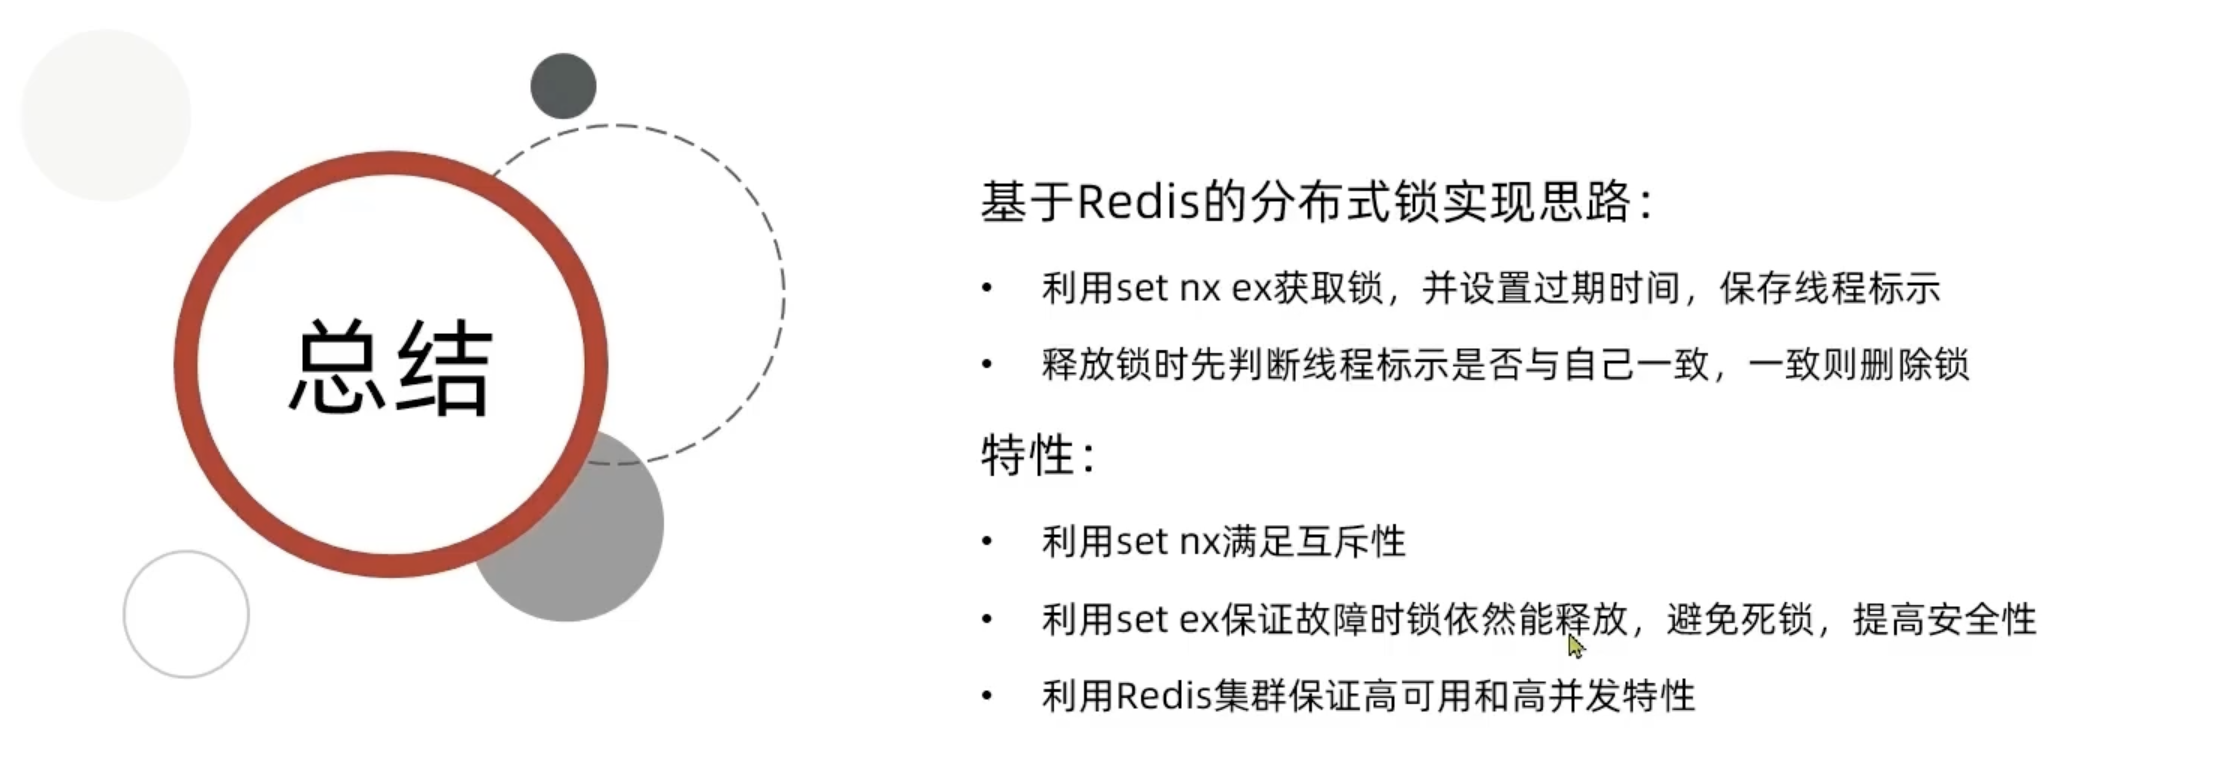 总结
基于Redis的分布式锁实现思路：
• 利用set nx ex获取锁，并设置过期时间，保存线程标示
• 释放锁时先判断线程标示是否与自己一致，一致则删除锁
特性：
• 利用set nx满足互斥性
• 利用set ex保证故障时锁依然能释放，避免死锁，提高安全性
• 利用Redis集群保证高可用和高并发特性